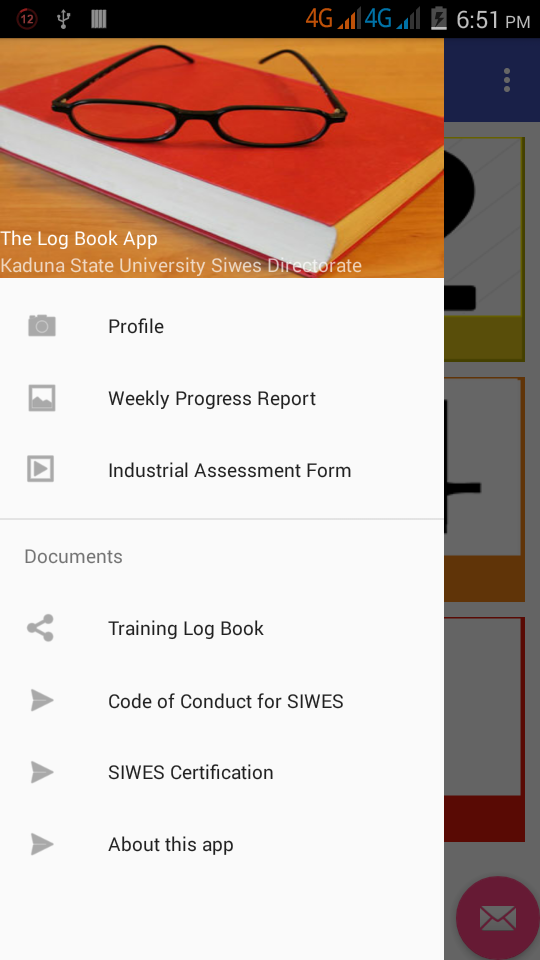 12
4G 4G 6:51 PM
The Log Book App
Kaduna State University Siwes Directorate
Profile
Weekly Progress Report
Industrial Assessment Form
Documents
Training Log Book
Code of Conduct for SIWES
SIWES Certification
About this app